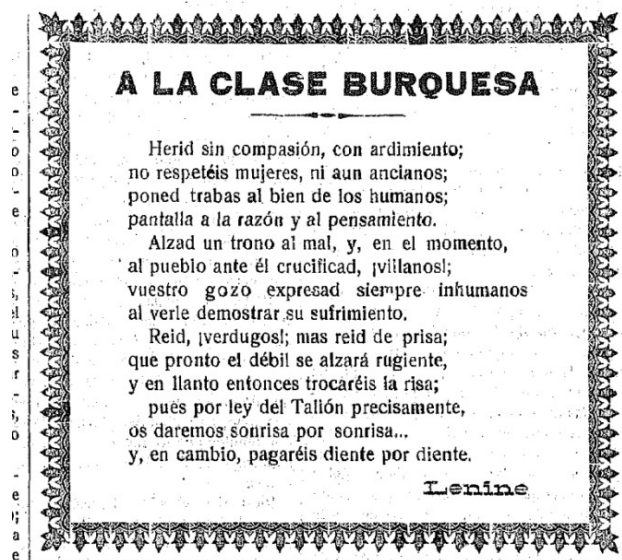 A LA CLASE BURQUESA
Herid sin compasión, con ardimiento;
no respetéis mujeres, ni aun ancianos;
poned trabas al bien de los humanos;
pantalla a la razón y al pensamiento.
Alzad un trono al mal, y, en el momento,
al pueblo ante él crucificad, ¡villanos!;
vuestro gozo expresad siempre inhumanos
al verle demostrar su sufrimiento.
Reid, ¡verdugos!; mas reid de prisa;
que pronto el débil se alzará rugiente,
y en llanto entonces trocaréis la risa;
pues por ley del Talión precisamente,
os daremos sonrisa por sonrisa...
y, en cambio, pagaréis diente por diente.
Lenine